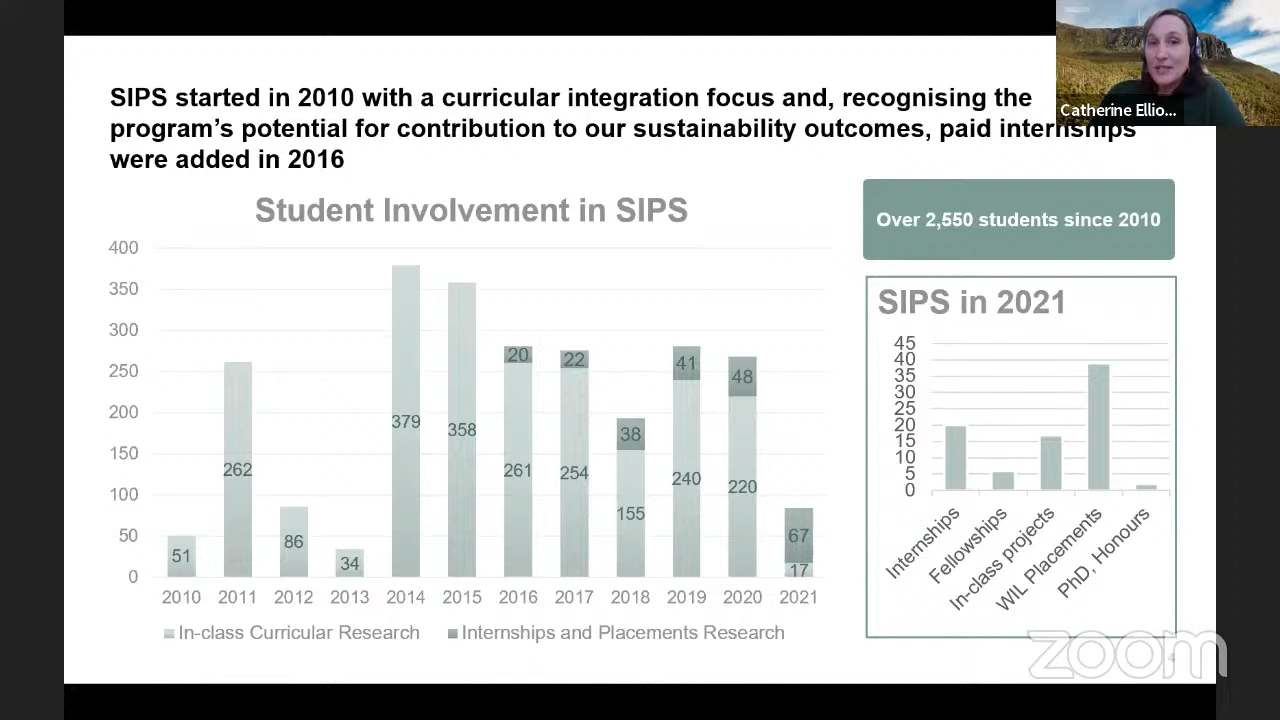 SIPS started in 2010 with a curricular integration focus and, recognising the
program's potential for contribution to our sustainability outcomes, paid internships
were added in 2016
Catherine Ellio...
Student Involvement in SIPS
400
350
300
250
200
150
100
50
0
51
262
86
34
379
358
20
261
22
254
38
155
41
240
48
220
67
17
2010 2011 2012 2013 2014 2015 2016 2017 2018 2019 2020 2021
In-class Curricular Research Internships and Placements Research
Over 2,550 students since 2010
SIPS in 2021
45
40
35
30
25
20
15
10
5
0
Internships
Fellowships
In-class projects
WIL Placements
PhD, Honours
zoom
4